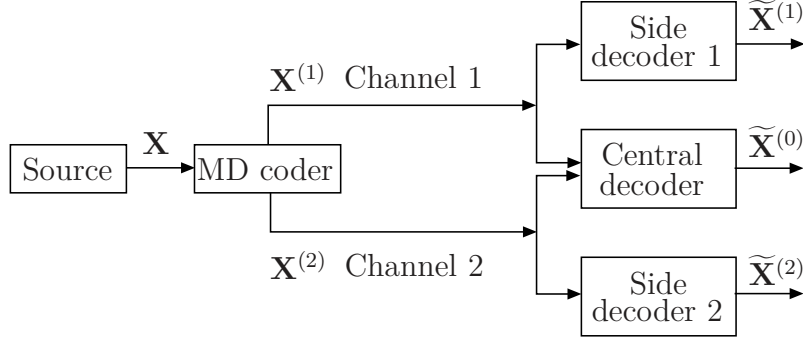 Source
X
MD coder
X⁽¹⁾ Channel 1
X⁽²⁾ Channel 2
Side
decoder 1
X̃⁽¹⁾
Central
decoder
X̃⁽⁰⁾
Side
decoder 2
X̃⁽²⁾